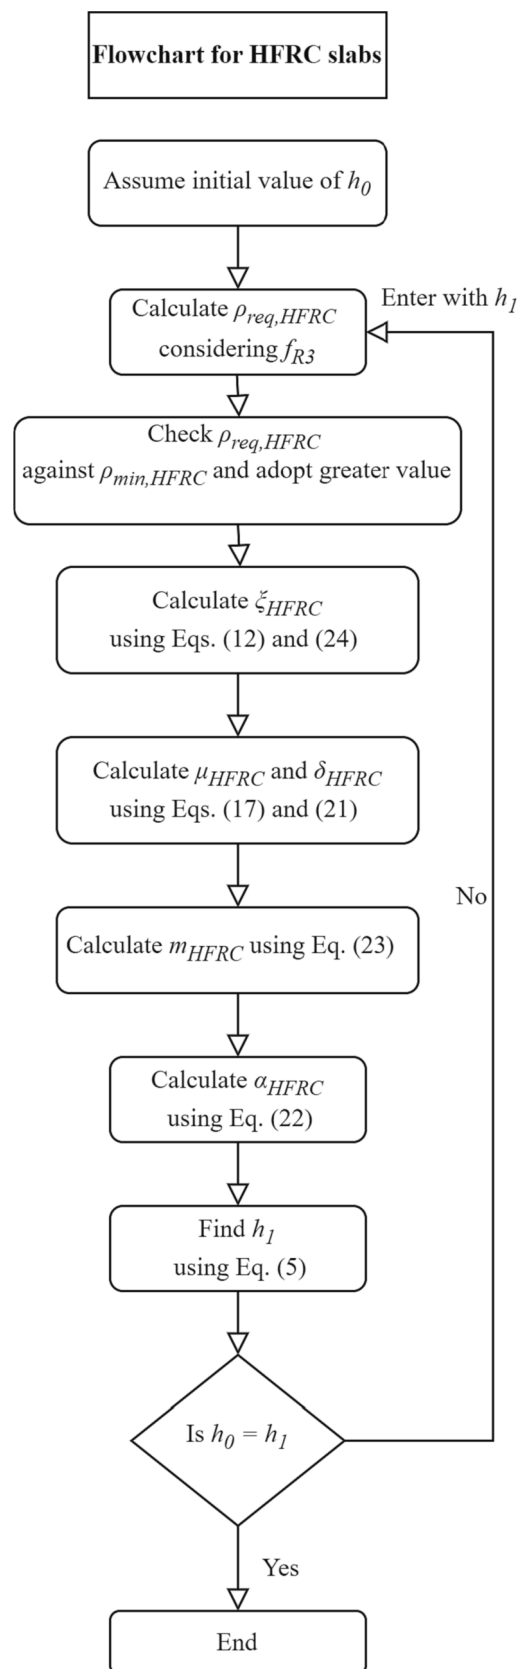 Flowchart for HFRC slabs
Assume initial value of h0
Enter with h1
Calculate ρreq,HFRC
considering fR3
Check ρreq,HFRC
against ρmin,HFRC and adopt greater value
Calculate ξHFRC
using Eqs. (12) and (24)
Calculate μHFRC and δHFRC
using Eqs. (17) and (21)
No
Calculate mHFRC using Eq. (23)
Calculate αHFRC
using Eq. (22)
Find h1
using Eq. (5)
Is h0 = h1
Yes
End